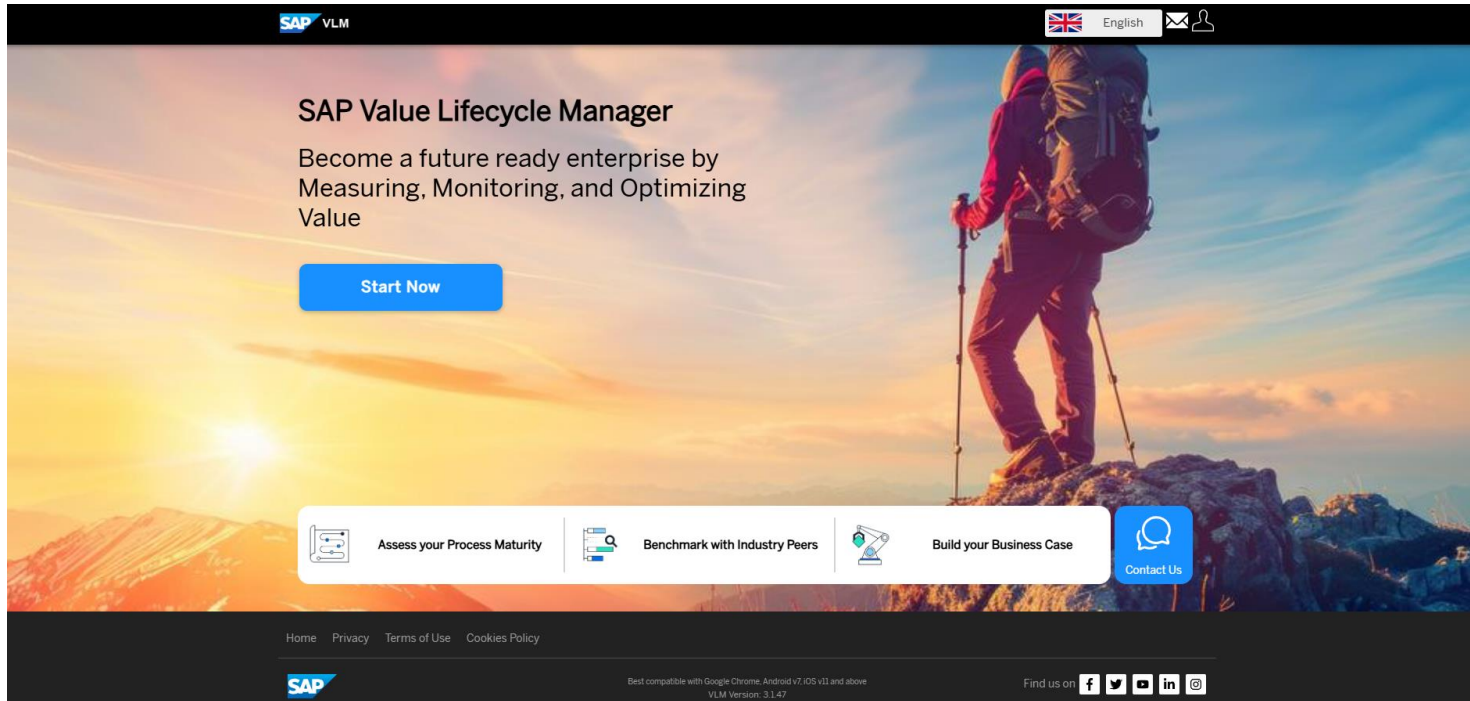 SAP VLM
English
SAP Value Lifecycle Manager
Become a future ready enterprise by
Measuring, Monitoring, and Optimizing
Value
Start Now
Assess your Process Maturity
Benchmark with Industry Peers
Build your Business Case
Contact Us
Home Privacy Terms of Use Cookies Policy
SAP
Best compatible with Google Chrome, Android v7, iOS v11 and above
VLM Version: 3.1.47
Find us on